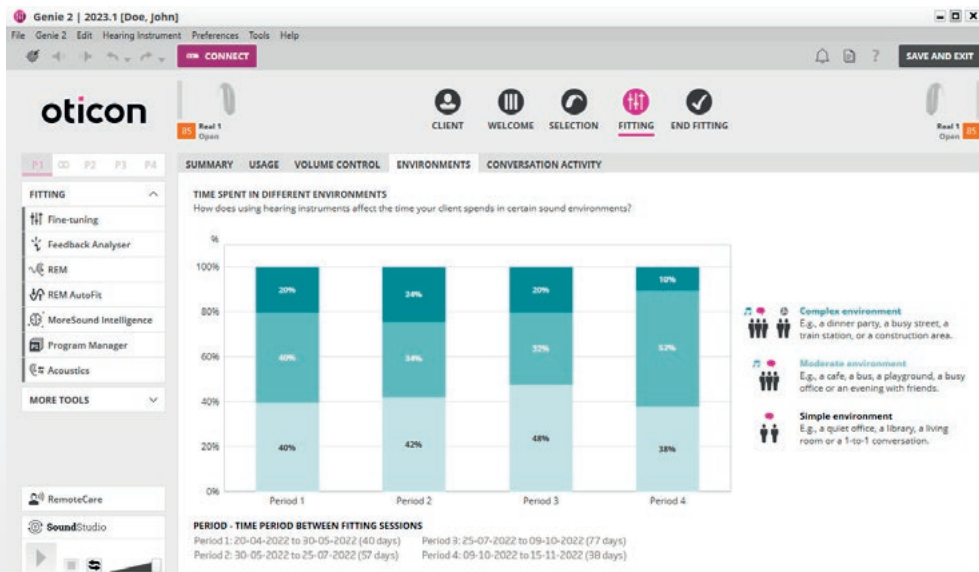 Genie 2 | 2023.1 [Doe, John]
File Genie 2 Edit Hearing Instrument Preferences Tools Help
CONNECT
?
SAVE AND EXIT
oticon
85
Real 1
Open
CLIENT
WELCOME
SELECTION
FITTING
END FITTING
Real 1
Open
85
P1 P2 P3 P4
SUMMARY USAGE VOLUME CONTROL ENVIRONMENTS CONVERSATION ACTIVITY
FITTING
Fine-tuning
Feedback Analyser
REM
REM AutoFit
MoreSound Intelligence
Program Manager
Acoustics
MORE TOOLS
RemoteCare
SoundStudio
TIME SPENT IN DIFFERENT ENVIRONMENTS
How does using hearing instruments affect the time your client spends in certain sound environments?
%
100%
80%
60%
40%
20%
0%
20% 24% 20% 10%
40% 34% 32% 52%
40% 42% 48% 38%
Period 1 Period 2 Period 3 Period 4
Complex environment
E.g., a dinner party, a busy street, a
train station, or a construction area.
Moderate environment
E.g., a cafe, a bus, a playground, a busy
office or an evening with friends.
Simple environment
E.g., a quiet office, a library, a living
room or a 1-to-1 conversation.
PERIOD - TIME PERIOD BETWEEN FITTING SESSIONS
Period 1: 20-04-2022 to 30-05-2022 (40 days) Period 3: 25-07-2022 to 09-10-2022 (77 days)
Period 2: 30-05-2022 to 25-07-2022 (57 days) Period 4: 09-10-2022 to 15-11-2022 (38 days)